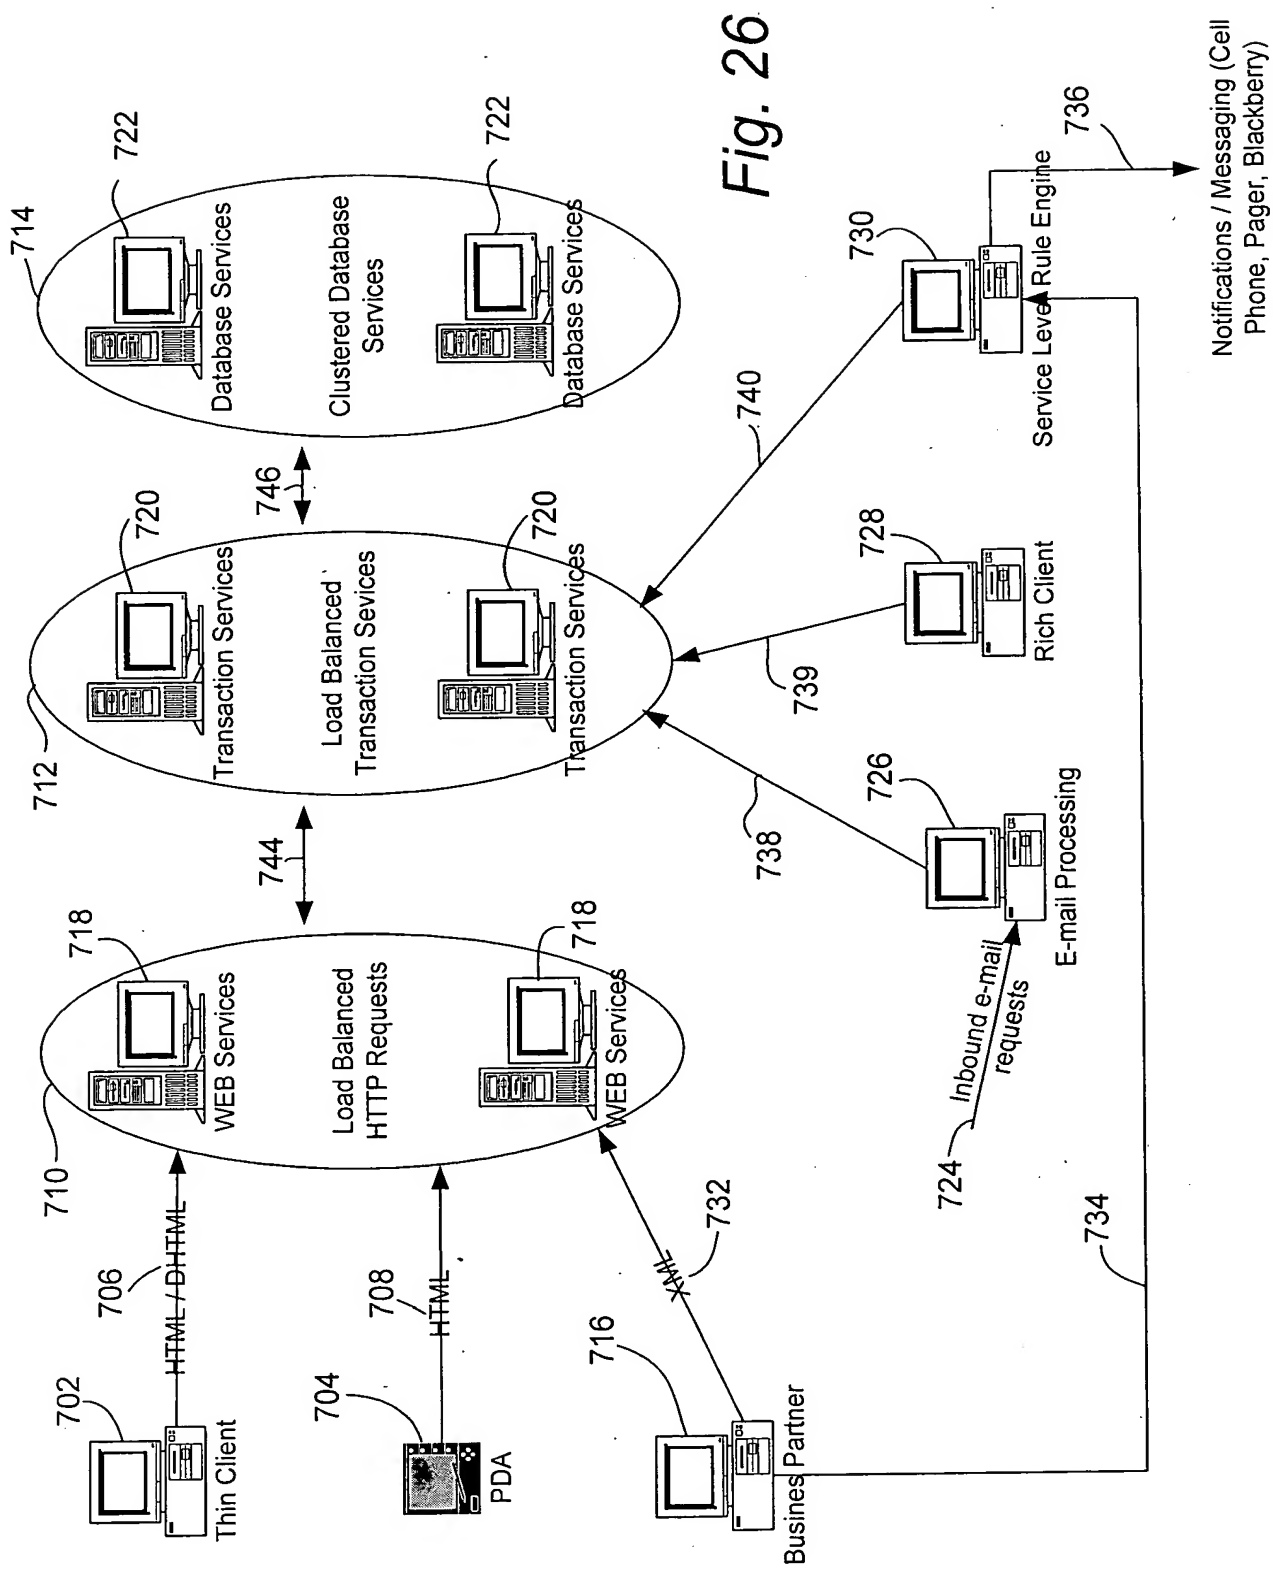 702
Thin Client
706
HTML / DHTML
704
PDA
708
HTML
716
Busines Partner
XML
732
710
718
WEB Services
Load Balanced
HTTP Requests
718
WEB Services
744
712
720
Transaction Services
Load Balanced
Transaction Sevices
720
Transaction Services
746
714
722
Database Services
Clustered Database
Services
722
Database Services
724
Inbound e-mail
requests
726
E-mail Processing
738
728
Rich Client
739
730
Service Level Rule Engine
740
734
736
Notifications / Messaging (Cell
Phone, Pager, Blackberry)
Fig. 26